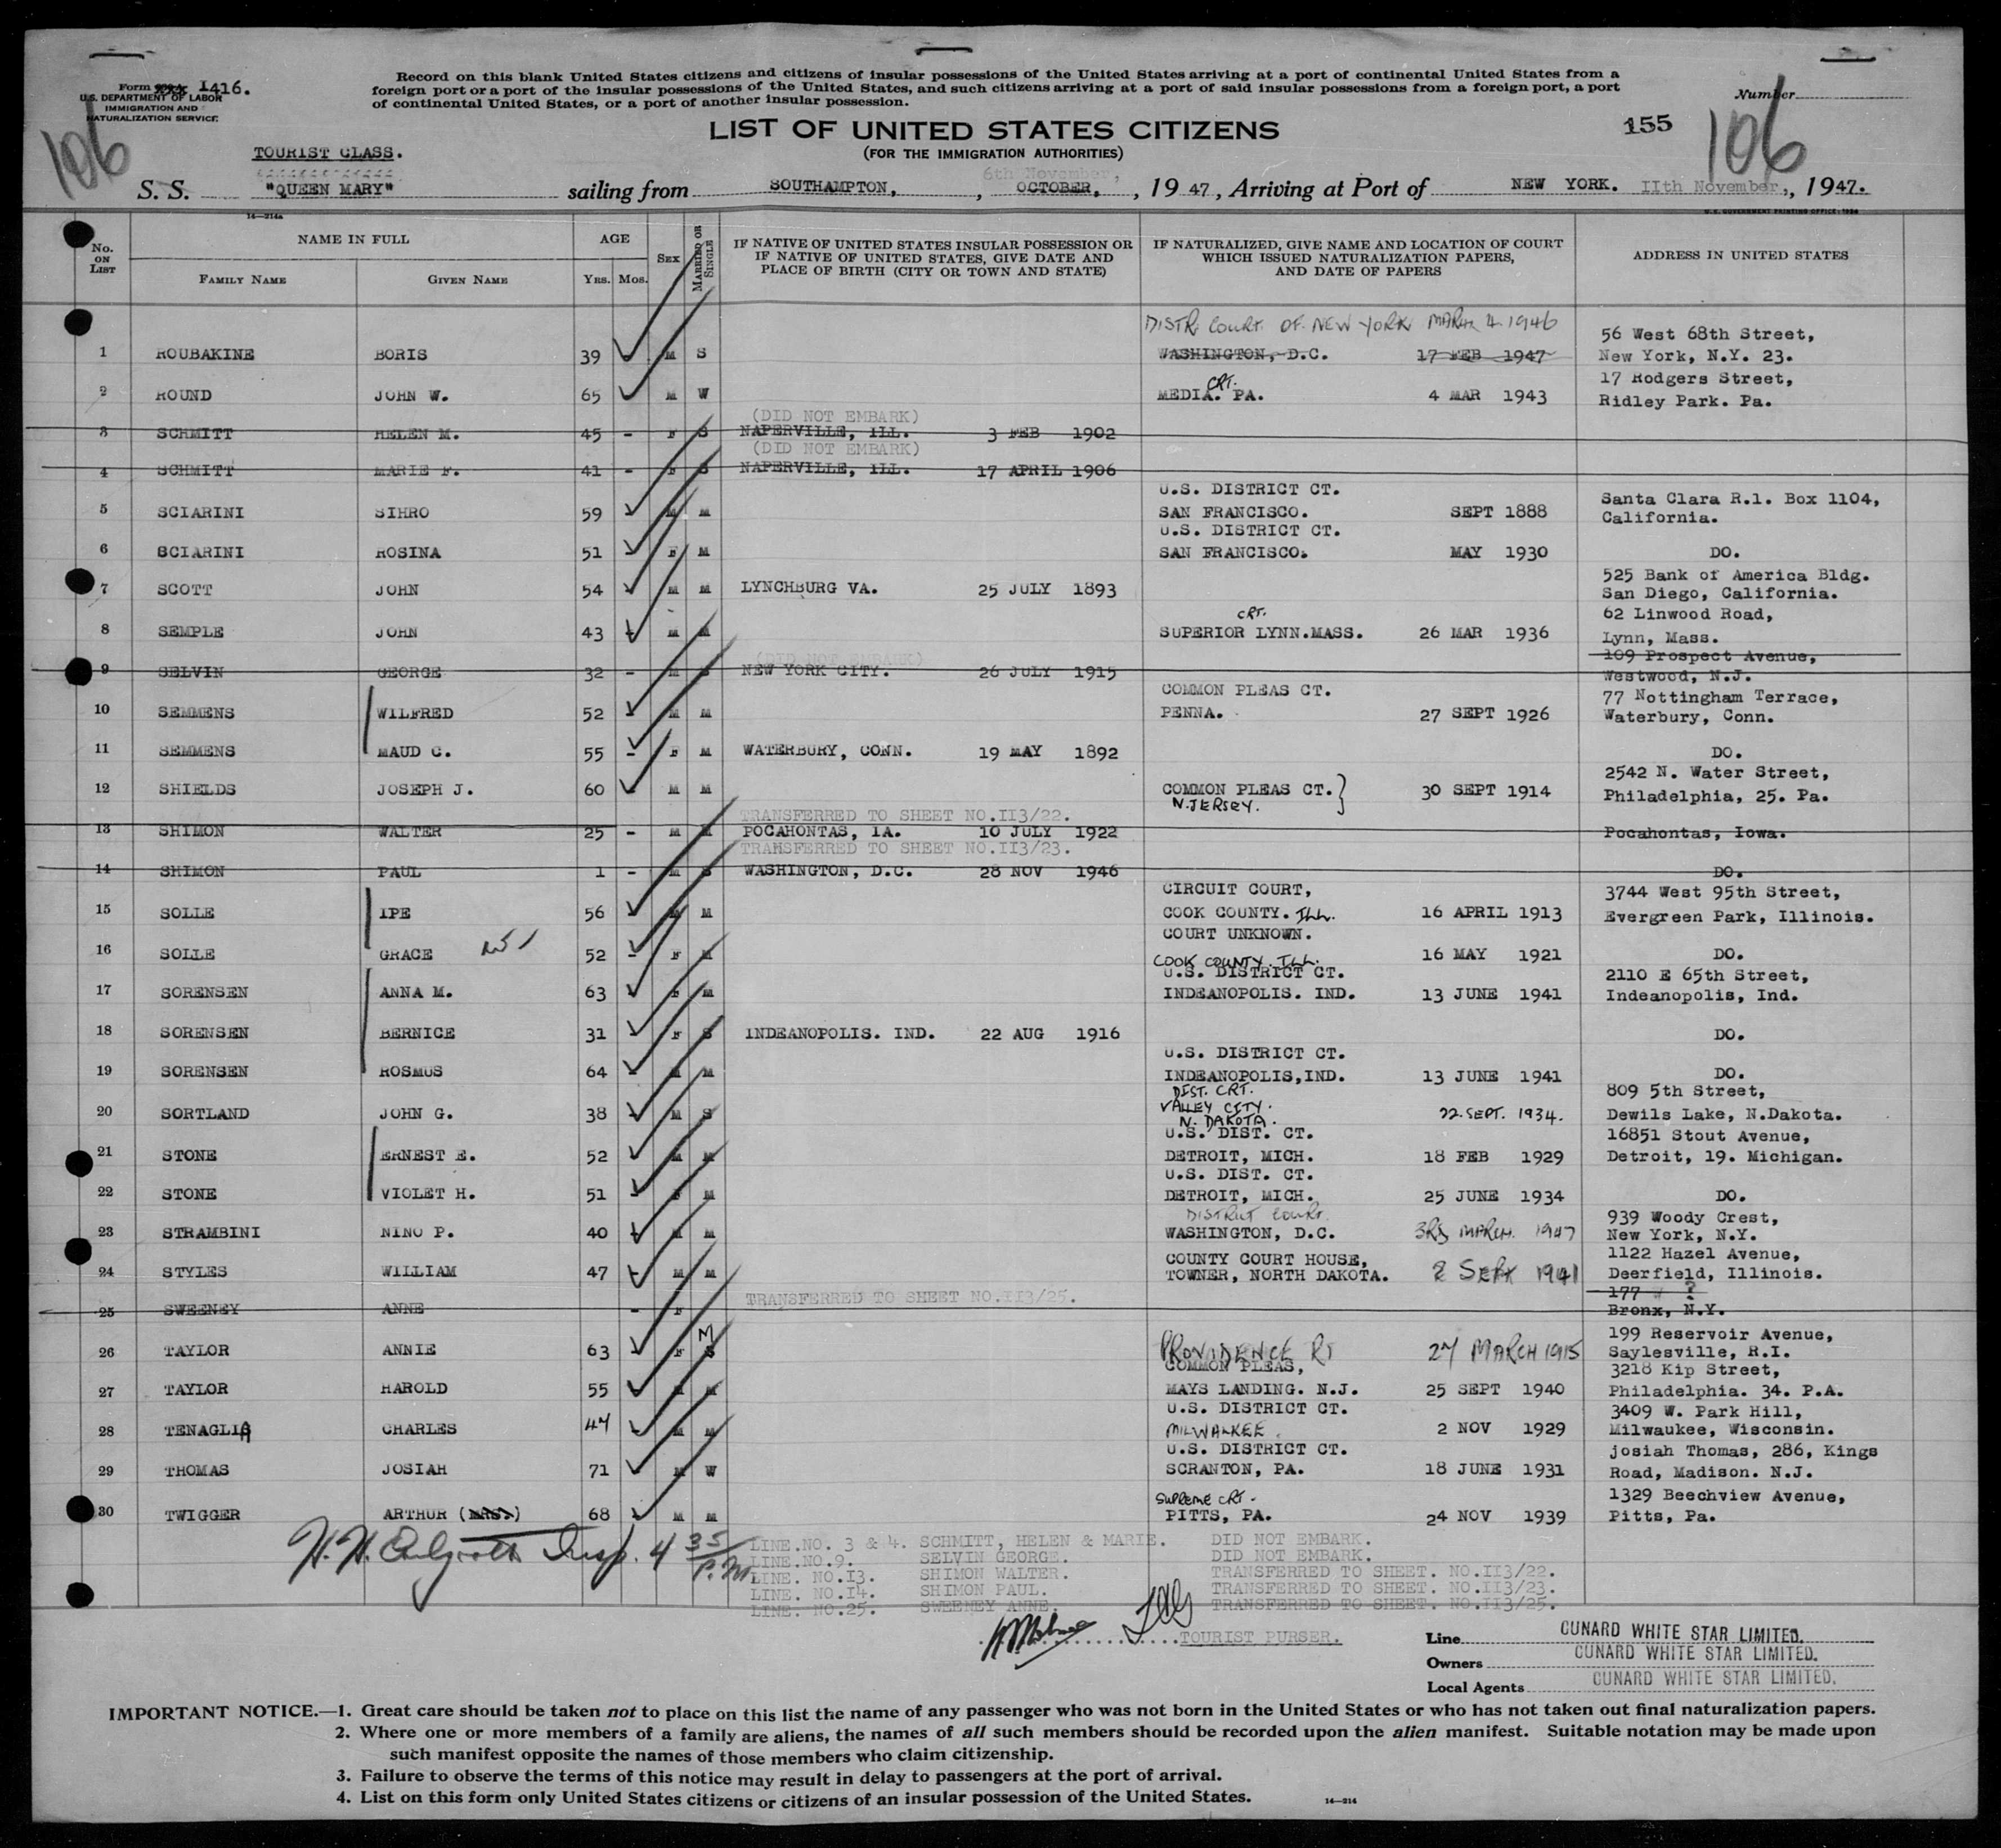 Form 1416.
U.S. DEPARTMENT OF LABOR
IMMIGRATION AND
NATURALIZATION SERVICE
Record on this blank United States citizens and citizens of insular possessions of the United States arriving at a port of continental United States from a
foreign port or a port of the insular possessions of the United States, and such citizens arriving at a port of said insular possessions from a foreign port, a port
of continental United States, or a port of another insular possession.
Number
106
155
106
LIST OF UNITED STATES CITIZENS
(FOR THE IMMIGRATION AUTHORITIES)
TOURIST CLASS.
6th November,
S. S. "QUEEN MARY" sailing from SOUTHAMPTON, , OCTOBER, , 1947, Arriving at Port of NEW YORK. IIth November, , 1947.
14—214a
U.S. GOVERNMENT PRINTING OFFICE: 1934
No. ON LIST
NAME IN FULL
FAMILY NAME
GIVEN NAME
AGE
YRS. MOS.
SEX
MARRIED OR SINGLE
IF NATIVE OF UNITED STATES INSULAR POSSESSION OR
IF NATIVE OF UNITED STATES, GIVE DATE AND
PLACE OF BIRTH (CITY OR TOWN AND STATE)
IF NATURALIZED, GIVE NAME AND LOCATION OF COURT
WHICH ISSUED NATURALIZATION PAPERS,
AND DATE OF PAPERS
ADDRESS IN UNITED STATES
DISTR. Court. OF. NEW YORK MARCH 4 1946
56 West 68th Street,
1 ROUBAKINE BORIS 39 M S WASHINGTON, D.C. 17 FEB 1947 New York, N.Y. 23.
CRT. 17 Rodgers Street,
2 ROUND JOHN W. 65 M W MEDIA. PA. 4 MAR 1943 Ridley Park. Pa.
(DID NOT EMBARK)
3 SCHMITT HELEN M. 45 - F S NAPERVILLE, ILL. 3 FEB 1902
(DID NOT EMBARK)
4 SCHMITT MARIE F. 41 - F S NAPERVILLE, ILL. 17 APRIL 1906
U.S. DISTRICT CT. Santa Clara R.1. Box 1104,
5 SCIARINI SIHRO 59 M M SAN FRANCISCO. SEPT 1888 California.
U.S. DISTRICT CT.
6 SCIARINI ROSINA 51 F M SAN FRANCISCO. MAY 1930 DO.
525 Bank of America Bldg.
7 SCOTT JOHN 54 M M LYNCHBURG VA. 25 JULY 1893 San Diego, California.
CRT. 62 Linwood Road,
8 SEMPLE JOHN 43 M M SUPERIOR LYNN.MASS. 26 MAR 1936 Lynn, Mass.
(DID NOT EMBARK) 109 Prospect Avenue,
9 SELVIN GEORGE 32 - M S NEW YORK CITY. 26 JULY 1915 Westwood, N.J.
COMMON PLEAS CT. 77 Nottingham Terrace,
10 SEMMENS WILFRED 52 M M PENNA. 27 SEPT 1926 Waterbury, Conn.
11 SEMMENS MAUD C. 55 F M WATERBURY, CONN. 19 MAY 1892 DO.
2542 N. Water Street,
12 SHIELDS JOSEPH J. 60 M M COMMON PLEAS CT. } 30 SEPT 1914 Philadelphia, 25. Pa.
N.JERSEY.
TRANSFERRED TO SHEET NO.II3/22.
13 SHIMON WALTER 25 - M M POCAHONTAS, IA. 10 JULY 1922 Pocahontas, Iowa.
TRANSFERRED TO SHEET NO.II3/23.
14 SHIMON PAUL 1 - M S WASHINGTON, D.C. 28 NOV 1946 DO.
CIRCUIT COURT, 3744 West 95th Street,
15 SOLLE IPE 56 M M COOK COUNTY. ILL. 16 APRIL 1913 Evergreen Park, Illinois.
COURT UNKNOWN.
16 SOLLE GRACE 52 F M COOK COUNTY. ILL. 16 MAY 1921 DO.
U.S. DISTRICT CT. 2110 E 65th Street,
17 SORENSEN ANNA M. 63 F M INDEANOPOLIS. IND. 13 JUNE 1941 Indeanopolis, Ind.
18 SORENSEN BERNICE 31 F S INDEANOPOLIS. IND. 22 AUG 1916 DO.
U.S. DISTRICT CT.
19 SORENSEN ROSMUS 64 M M INDEANOPOLIS,IND. 13 JUNE 1941 DO.
DIST. CRT. 809 5th Street,
20 SORTLAND JOHN G. 38 M S VALLEY CITY. 22. SEPT. 1934. Dewils Lake, N.Dakota.
N. DAKOTA.
U.S. DIST. CT. 16851 Stout Avenue,
21 STONE ERNEST E. 52 M M DETROIT, MICH. 18 FEB 1929 Detroit, 19. Michigan.
U.S. DIST. CT.
22 STONE VIOLET H. 51 F M DETROIT, MICH. 25 JUNE 1934 DO.
DISTRICT Court. 939 Woody Crest,
23 STRAMBINI NINO P. 40 M M WASHINGTON, D.C. 3RD MARCH. 1947 New York, N.Y.
COUNTY COURT HOUSE, 1122 Hazel Avenue,
24 STYLES WILLIAM 47 M M TOWNER, NORTH DAKOTA. 2 SEPT 1941 Deerfield, Illinois.
TRANSFERRED TO SHEET NO.II3/25. 177 ?
25 SWEENEY ANNE - F Bronx, N.Y.
M 199 Reservoir Avenue,
26 TAYLOR ANNIE 63 F S PROVIDENCE RI 27 MARCH 1915 Saylesville, R.I.
COMMON PLEAS, 3218 Kip Street,
27 TAYLOR HAROLD 55 M M MAYS LANDING. N.J. 25 SEPT 1940 Philadelphia. 34. P.A.
U.S. DISTRICT CT. 3409 W. Park Hill,
28 TENAGLIA CHARLES 47 M M MILWALKEE. 2 NOV 1929 Milwaukee, Wisconsin.
U.S. DISTRICT CT. josiah Thomas, 286, Kings
29 THOMAS JOSIAH 71 M W SCRANTON, PA. 18 JUNE 1931 Road, Madison. N.J.
SUPREME CRT. 1329 Beechview Avenue,
30 TWIGGER ARTHUR (MRS.) 68 M M PITTS, PA. 24 NOV 1939 Pitts, Pa.
Insp. 4 35 P.M.
LINE.NO. 3 & 4. SCHMITT, HELEN & MARIE. DID NOT EMBARK.
LINE.NO.9. SELVIN GEORGE. DID NOT EMBARK.
LINE. NO.I3. SHIMON WALTER. TRANSFERRED TO SHEET. NO.II3/22.
LINE. NO.I4. SHIMON PAUL. TRANSFERRED TO SHEET. NO.II3/23.
LINE. NO.25. SWEENEY ANNE. TRANSFERRED TO SHEET. NO.II3/25.
TOURIST PURSER.
Line CUNARD WHITE STAR LIMITED.
Owners CUNARD WHITE STAR LIMITED.
Local Agents CUNARD WHITE STAR LIMITED.
IMPORTANT NOTICE.—1. Great care should be taken not to place on this list the name of any passenger who was not born in the United States or who has not taken out final naturalization papers.
2. Where one or more members of a family are aliens, the names of all such members should be recorded upon the alien manifest. Suitable notation may be made upon
such manifest opposite the names of those members who claim citizenship.
3. Failure to observe the terms of this notice may result in delay to passengers at the port of arrival.
4. List on this form only United States citizens or citizens of an insular possession of the United States.
14—214